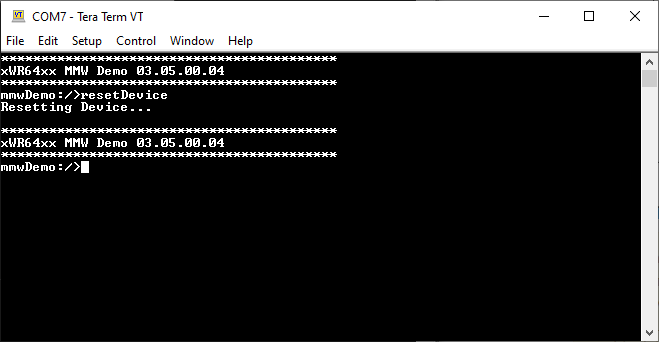 COM7 - Tera Term VT
File Edit Setup Control Window Help
******************************************
xWR64xx MMW Demo 03.05.00.04
******************************************
mmwDemo:/>resetDevice
Resetting Device...
******************************************
xWR64xx MMW Demo 03.05.00.04
******************************************
mmwDemo:/>